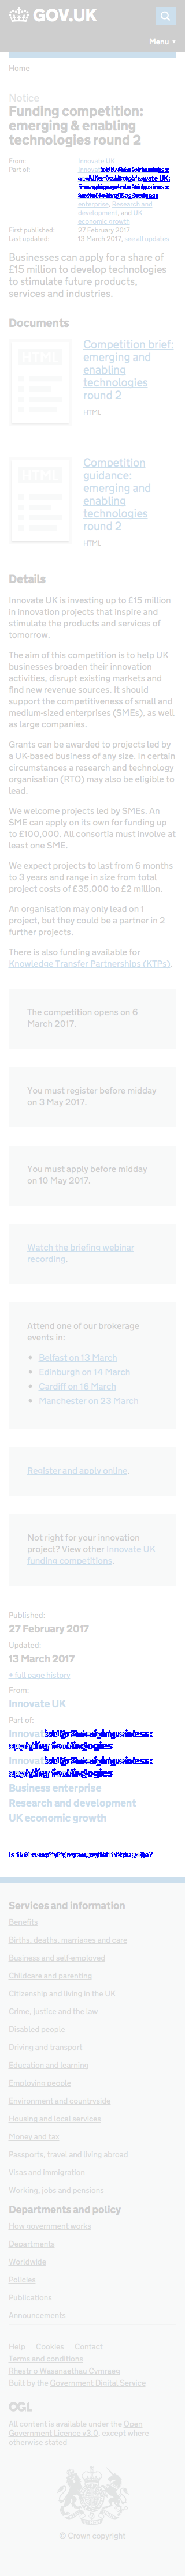 GOV.UK
Menu
Home
Notice
Funding competition:
emerging & enabling
technologies round 2
From: Innovate UK
Part of:
enterprise, Research and
development, and UK
economic growth
Published: 27 February 2017
Last updated: 13 March 2017, see all updates
Businesses can apply for a share of
£15 million to develop technologies
to stimulate future products and
services, with two industry
Documents
Competition brief:
emerging and
enabling
technologies
round 2
HTML
Competition
guidance:
emerging and
enabling
technologies
round 2
HTML
Details
Innovate UK is investing up to £15 million
in innovation projects that inspire and
stimulate the products and services of
tomorrow.
The aim of this competition is to help UK
businesses broaden their innovation
activities, disrupt existing markets and
find new revenue sources. It should
support the competitiveness of small and
medium-sized enterprises (SMEs), as well
as large companies.
Grants can be awarded to projects led by
a UK-based business of any size. In certain
circumstances a research and technology
organisation (RTO) may also be eligible to
lead.
We welcome projects led by SMEs. An
SME can apply on its own for funding up
to £100,000. All consortia must involve at
least one SME.
We expect projects to last from 6 months
to 3 years and range in size from total
project costs of £35,000 to £2 million.
An organisation may only lead on 1
project, but they could be a partner in 2
further projects.
There is also funding available for
Knowledge Transfer Partnerships (KTPs).
The competition opens on 6
March 2017.
You must register before midday
on 3 May 2017.
You must apply before midday
on 10 May 2017.
Watch the briefing webinar
recording.
Attend one of our brokerage
events in:
Belfast on 13 March
Edinburgh on 14 March
Cardiff on 16 March
Manchester on 23 March
Register and apply online.
Not right for your innovation
project? View other Innovate UK
funding competitions.
Published:
27 February 2017
Updated:
13 March 2017
+ full page history
From:
Innovate UK
Part of:
Business enterprise
Research and development
UK economic growth
Services and information
Benefits
Births, deaths, marriages and care
Business and self-employed
Childcare and parenting
Citizenship and living in the UK
Crime, justice and the law
Disabled people
Driving and transport
Education and learning
Employing people
Environment and countryside
Housing and local services
Money and tax
Passports, travel and living abroad
Visas and immigration
Working, jobs and pensions
Departments and policy
How government works
Departments
Worldwide
Policies
Publications
Announcements
Help Cookies Contact
Terms and conditions
Rhestr o Wasanaethau Cymraeg
Built by the Government Digital Service
OGL
All content is available under the Open
Government Licence v3.0, except where
otherwise stated
© Crown copyright